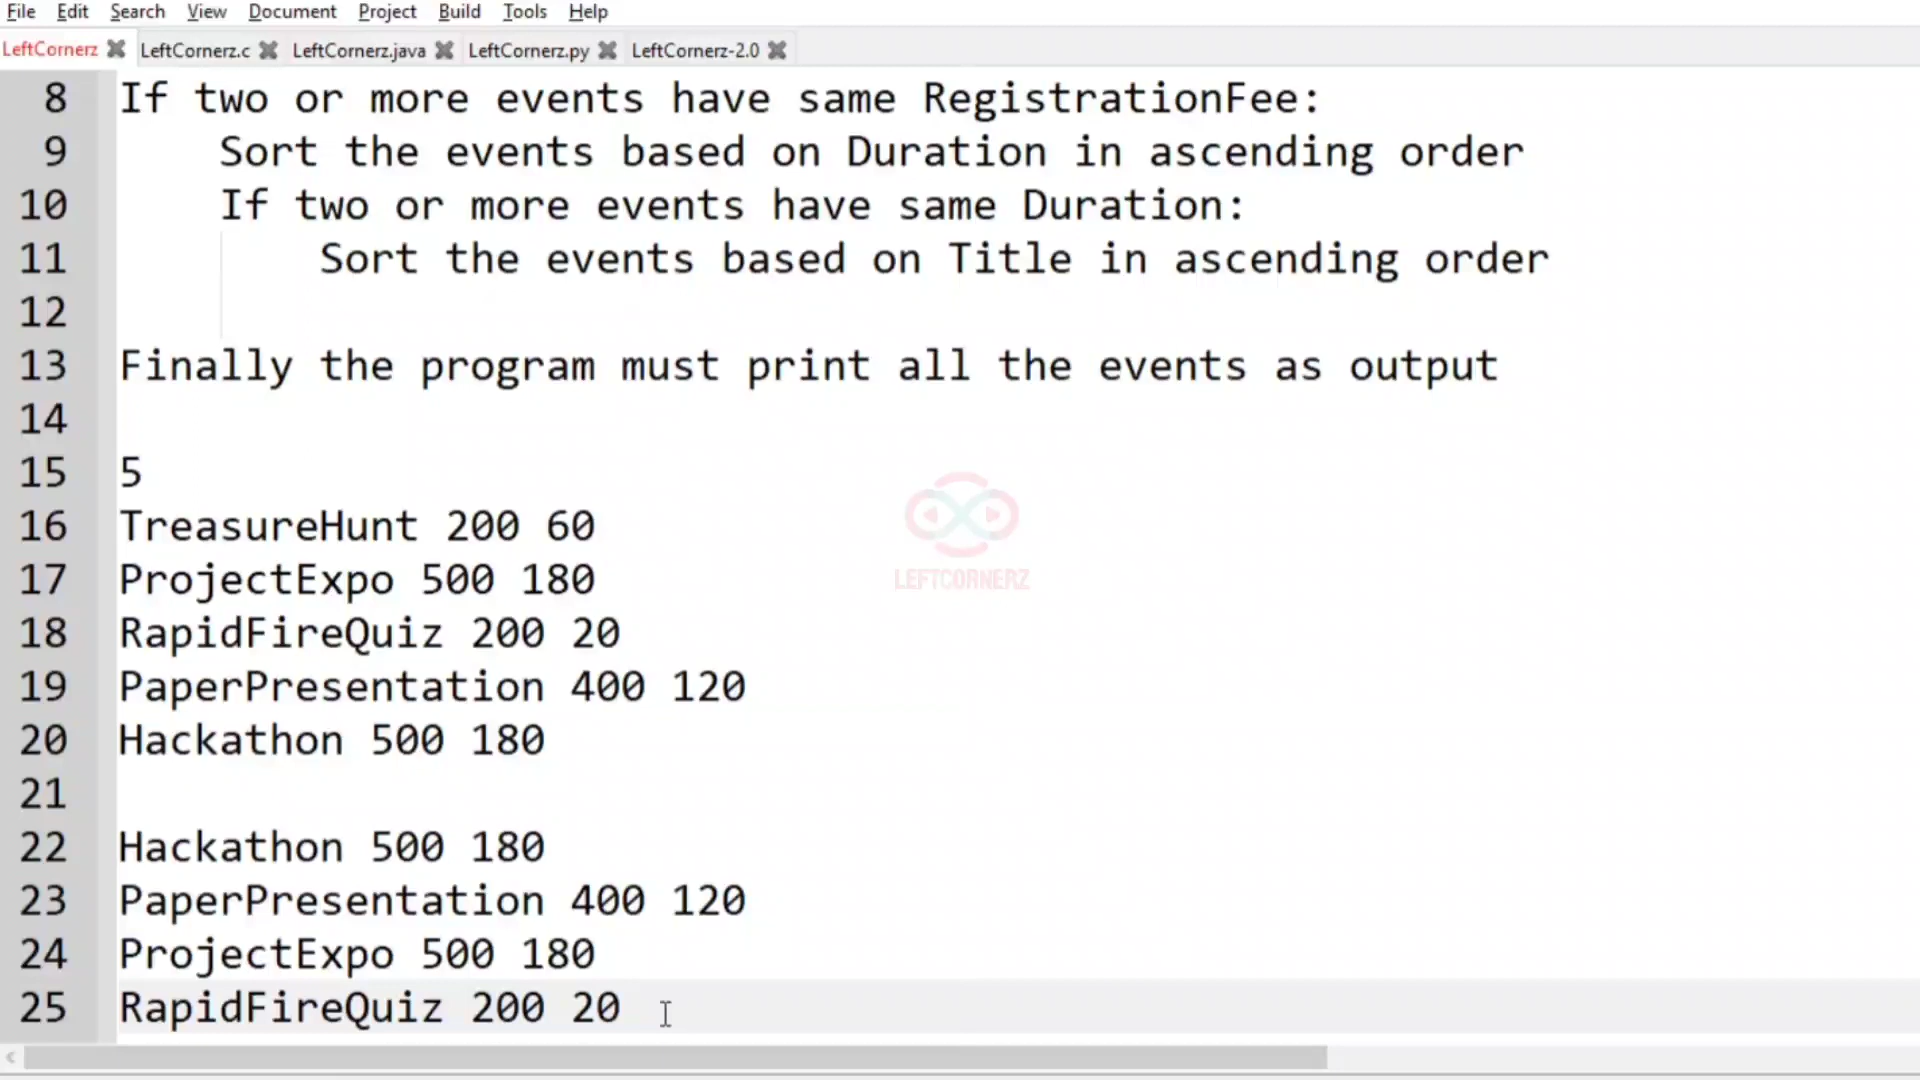 File Edit Search View Document Project Build Tools Help
LeftCornerz LeftCornerz.c LeftCornerz.java LeftCornerz.py LeftCornerz-2.0
8 If two or more events have same RegistrationFee:
9 Sort the events based on Duration in ascending order
10 If two or more events have same Duration:
11 Sort the events based on Title in ascending order
12
13 Finally the program must print all the events as output
14
15 5
16 TreasureHunt 200 60
17 ProjectExpo 500 180
LEFTCORNERZ
18 RapidFireQuiz 200 20
19 PaperPresentation 400 120
20 Hackathon 500 180
21
22 Hackathon 500 180
23 PaperPresentation 400 120
24 ProjectExpo 500 180
25 RapidFireQuiz 200 20